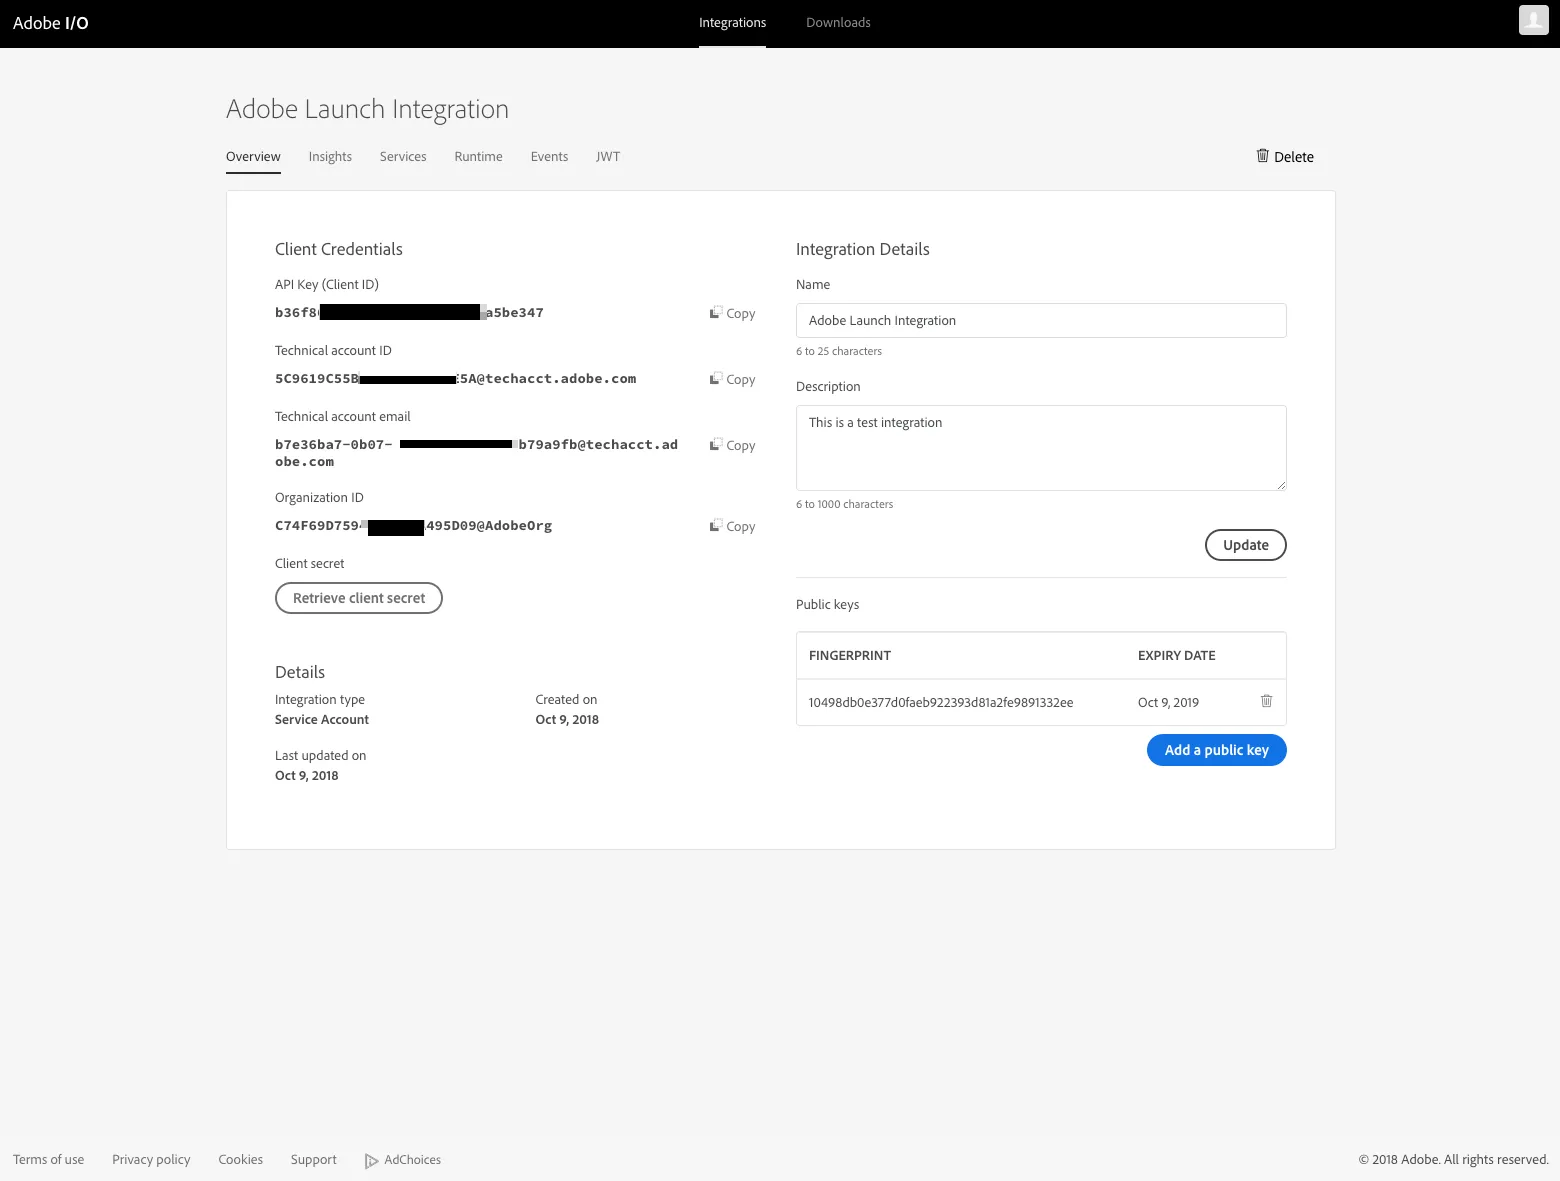 Adobe I/O
Integrations
Downloads
Adobe Launch Integration
Overview
Insights
Services
Runtime
Events
JWT
Delete
Client Credentials
API Key (Client ID)
b36f8 a5be347
Copy
Technical account ID
5C9619C55B 5A@techacct.adobe.com
Copy
Technical account email
b7e36ba7-0b07- b79a9fb@techacct.ad
obe.com
Copy
Organization ID
C74F69D759 495D09@AdobeOrg
Copy
Client secret
Retrieve client secret
Details
Integration type
Service Account
Created on
Oct 9, 2018
Last updated on
Oct 9, 2018
Integration Details
Name
Adobe Launch Integration
6 to 25 characters
Description
This is a test integration
6 to 1000 characters
Update
Public keys
FINGERPRINT
EXPIRY DATE
10498db0e377d0faeb922393d81a2fe9891332ee
Oct 9, 2019
Add a public key
Terms of use
Privacy policy
Cookies
Support
AdChoices
© 2018 Adobe. All rights reserved.